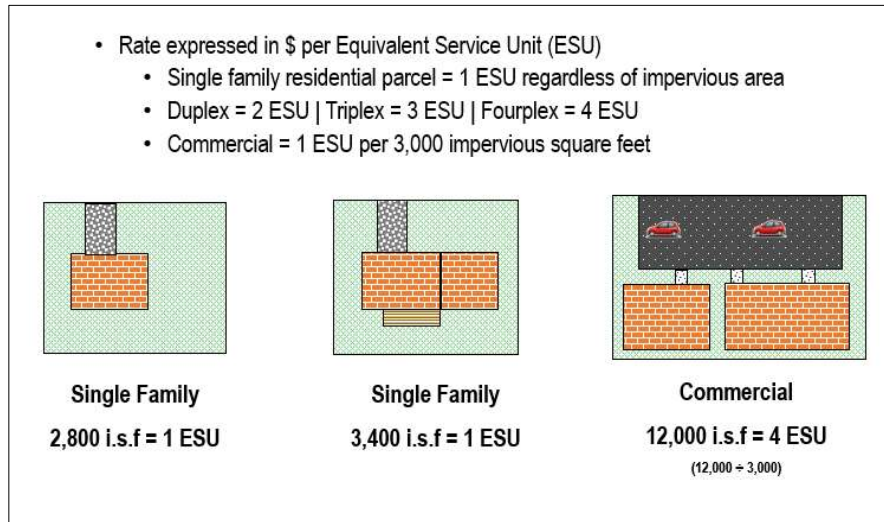 • Rate expressed in $ per Equivalent Service Unit (ESU)
• Single family residential parcel = 1 ESU regardless of impervious area
• Duplex = 2 ESU | Triplex = 3 ESU | Fourplex = 4 ESU
• Commercial = 1 ESU per 3,000 impervious square feet
Single Family
2,800 i.s.f = 1 ESU
Single Family
3,400 i.s.f = 1 ESU
Commercial
12,000 i.s.f = 4 ESU
(12,000 ÷ 3,000)